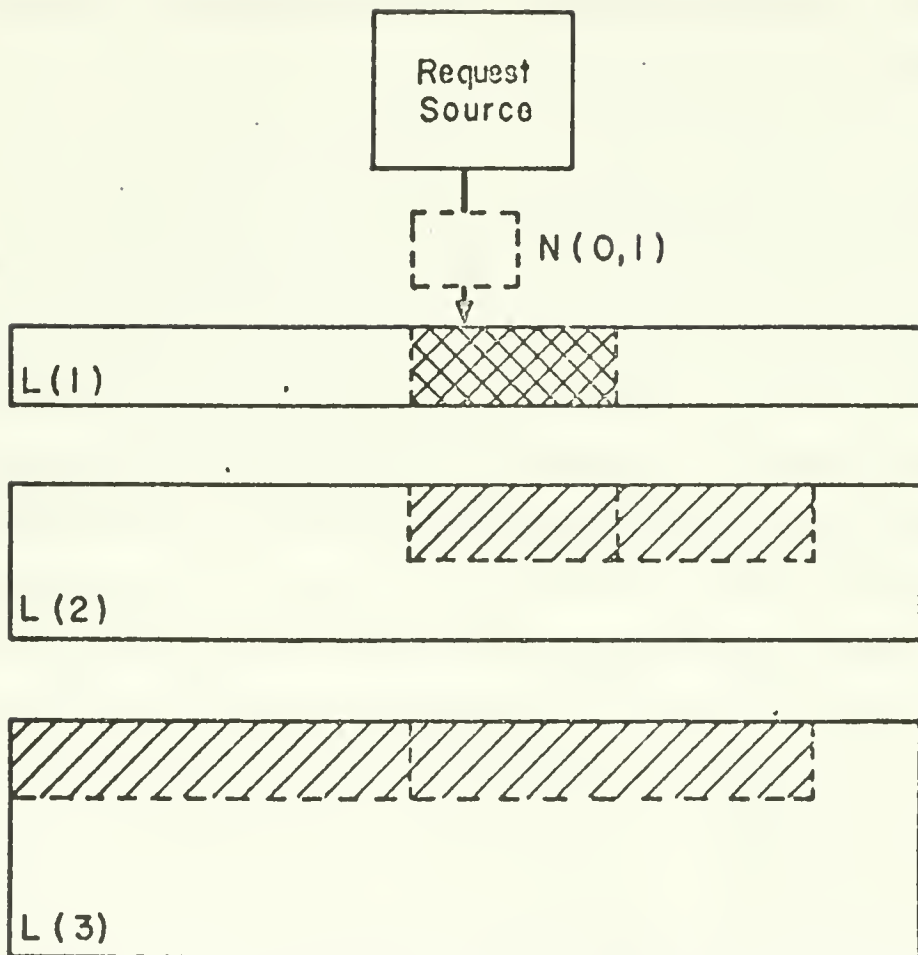 Request
Source
N(0,1)
L(1)
L(2)
L(3)